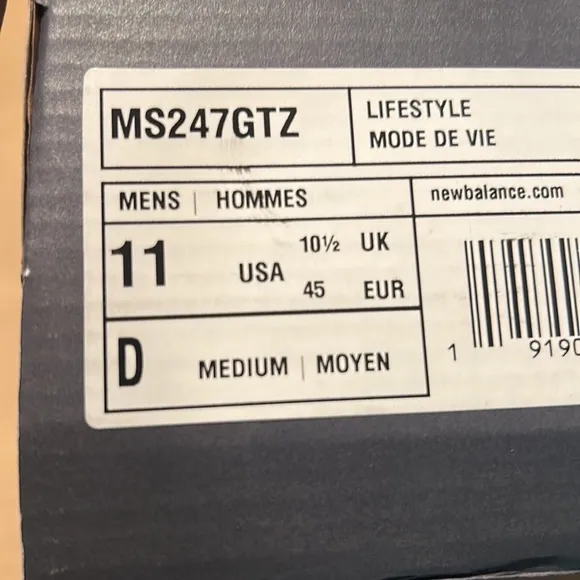 MS247GTZ
LIFESTYLE
MODE DE VIE
MENS | HOMMES
newbalance.com
11 USA
10½ UK
45 EUR
D MEDIUM | MOYEN
1 9190